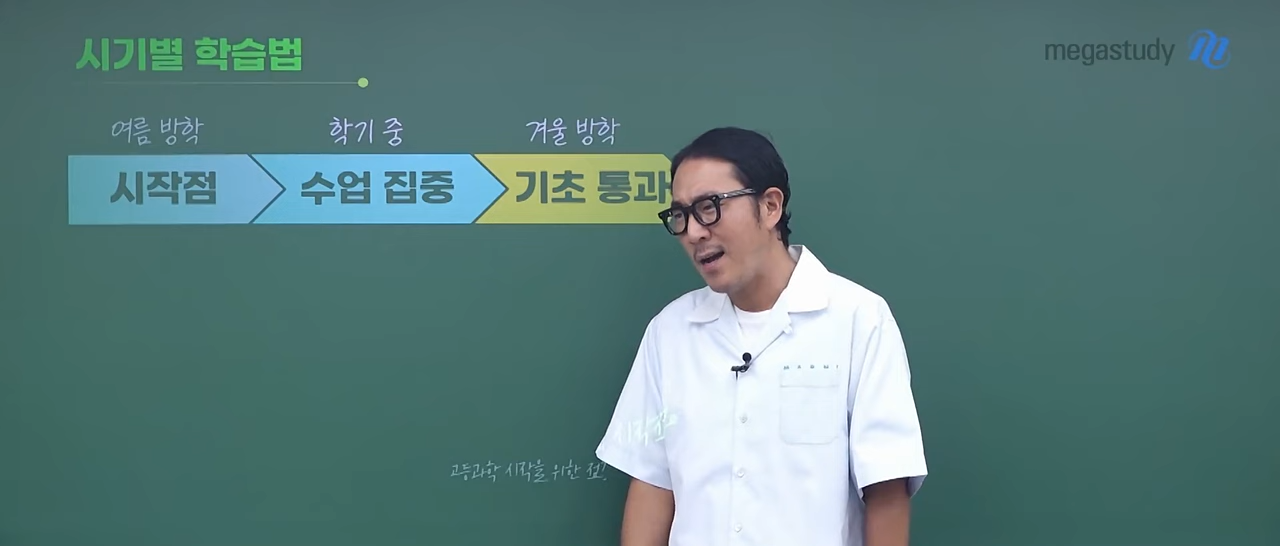 시기별 학습법
megastudy
여름 방학
학기 중
겨울 방학
시작점
수업 집중
기초 통과
고등과학 시작을 위한 점!